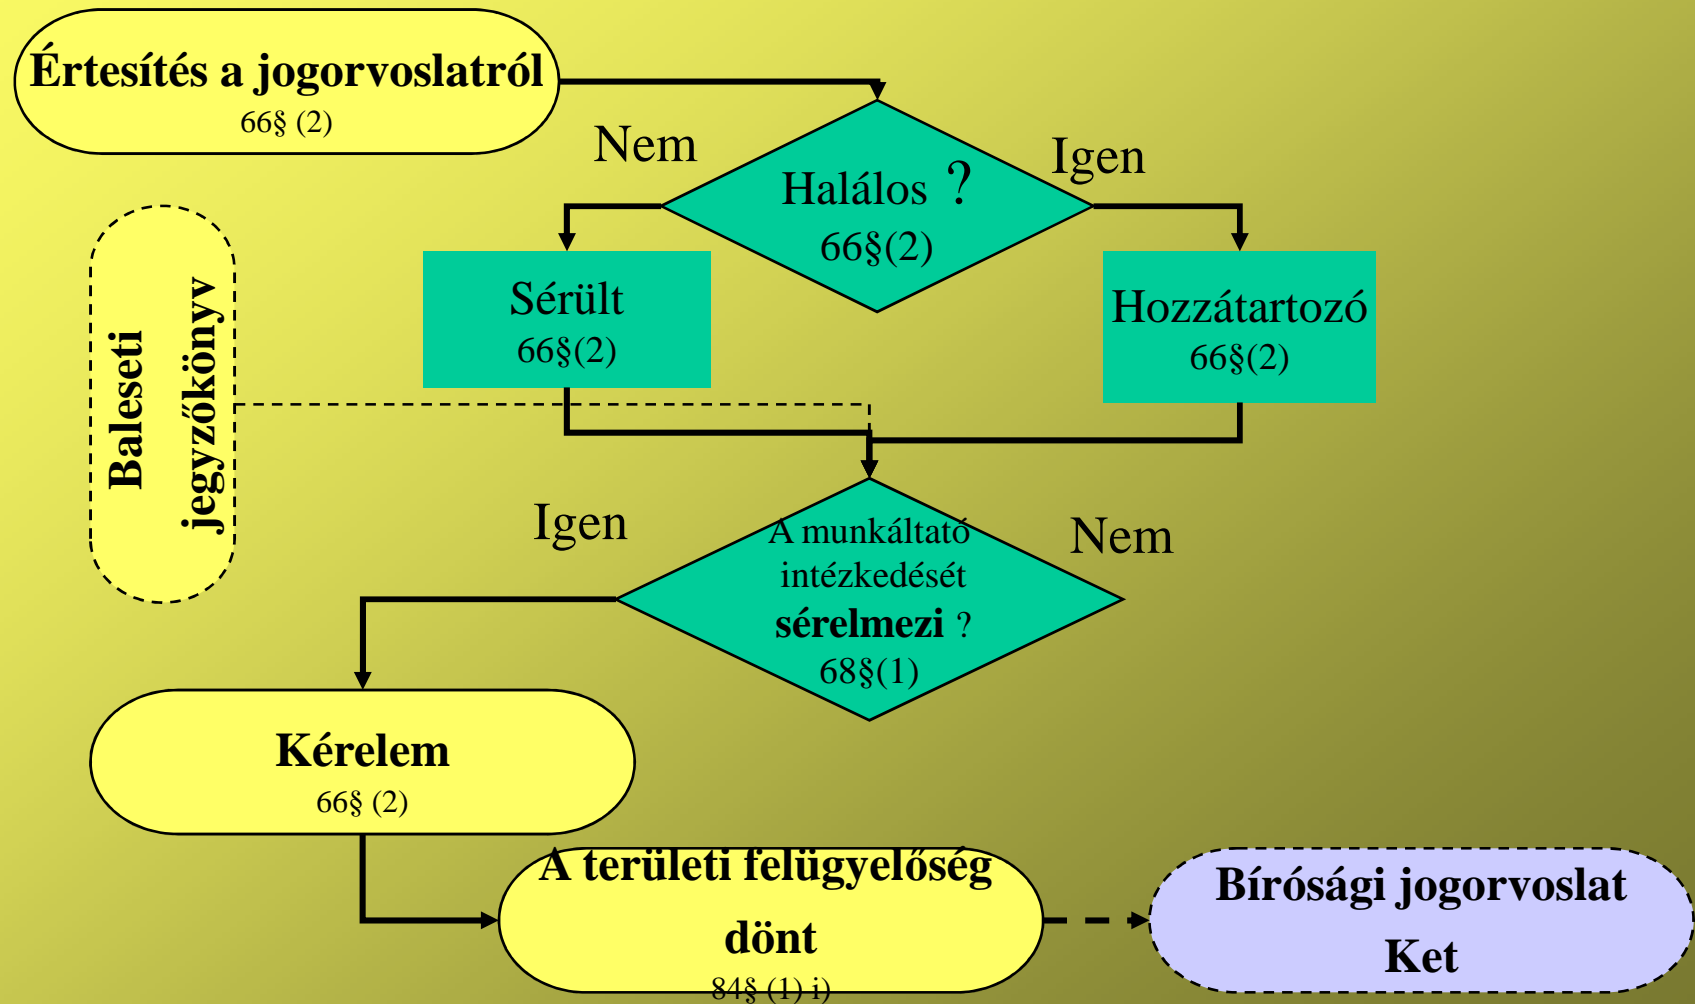 Értesítés a jogorvoslatról
66§ (2)
Nem
Igen
Halálos ?
66§(2)
Sérült
66§(2)
Hozzátartozó
66§(2)
Baleseti
jegyzőkönyv
Igen
Nem
A munkáltató
intézkedését
sérelmezi ?
68§(1)
Kérelem
66§ (2)
A területi felügyelőség
dönt
84§ (1) i)
Bírósági jogorvoslat
Ket